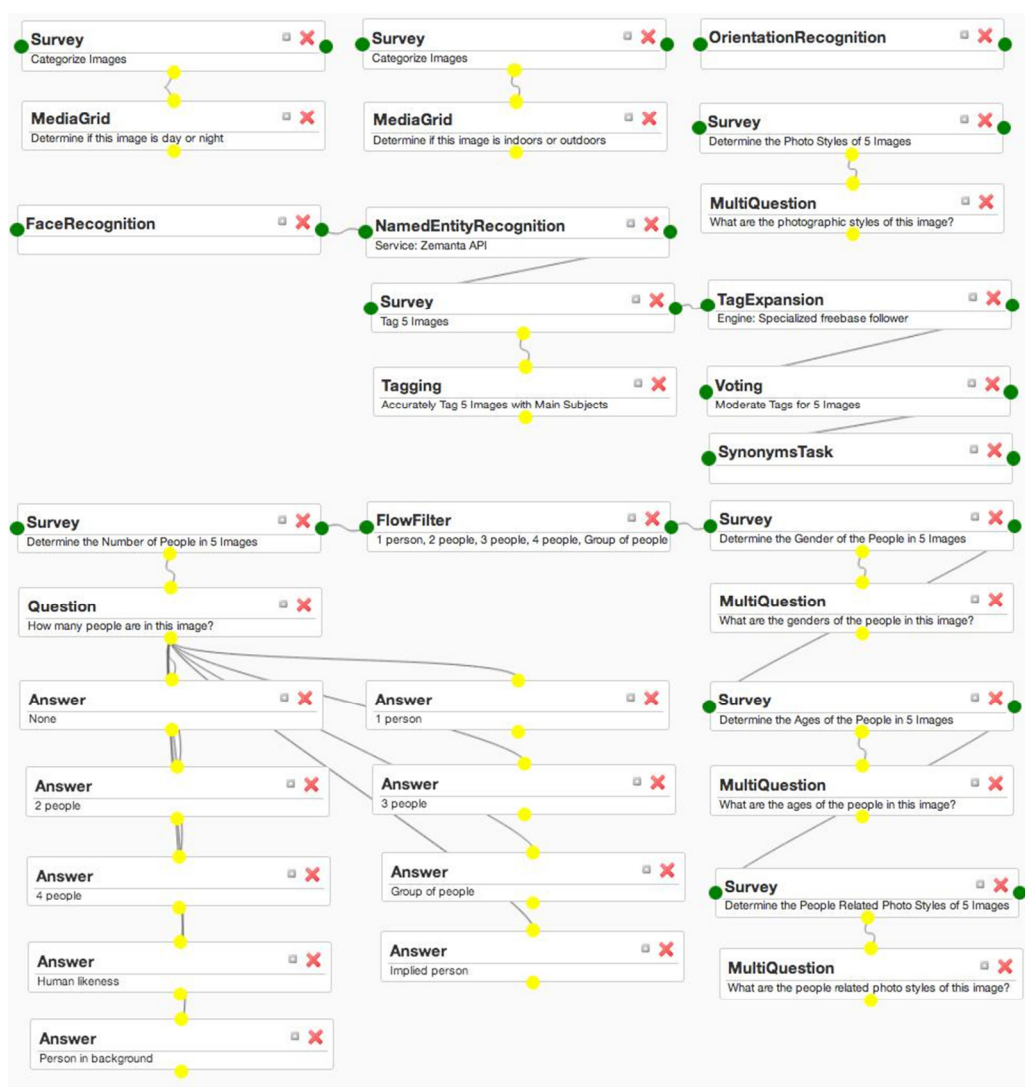 Survey
Categorize Images
Survey
Categorize Images
OrientationRecognition
MediaGrid
Determine if this image is day or night
MediaGrid
Determine if this image is indoors or outdoors
Survey
Determine the Photo Styles of 5 Images
MultiQuestion
What are the photographic styles of this image?
FaceRecognition
NamedEntityRecognition
Service: Zemanta API
Survey
Tag 5 Images
TagExpansion
Engine: Specialized freebase follower
Tagging
Accurately Tag 5 Images with Main Subjects
Voting
Moderate Tags for 5 Images
SynonymsTask
Survey
Determine the Number of People in 5 Images
FlowFilter
1 person, 2 people, 3 people, 4 people, Group of people
Survey
Determine the Gender of the People in 5 Images
Question
How many people are in this image?
MultiQuestion
What are the genders of the people in this image?
Answer
None
Answer
1 person
Survey
Determine the Ages of the People in 5 Images
Answer
2 people
Answer
3 people
MultiQuestion
What are the ages of the people in this image?
Answer
4 people
Answer
Group of people
Survey
Determine the People Related Photo Styles of 5 Images
Answer
Human likeness
Answer
Implied person
MultiQuestion
What are the people related photo styles of this image?
Answer
Person in background